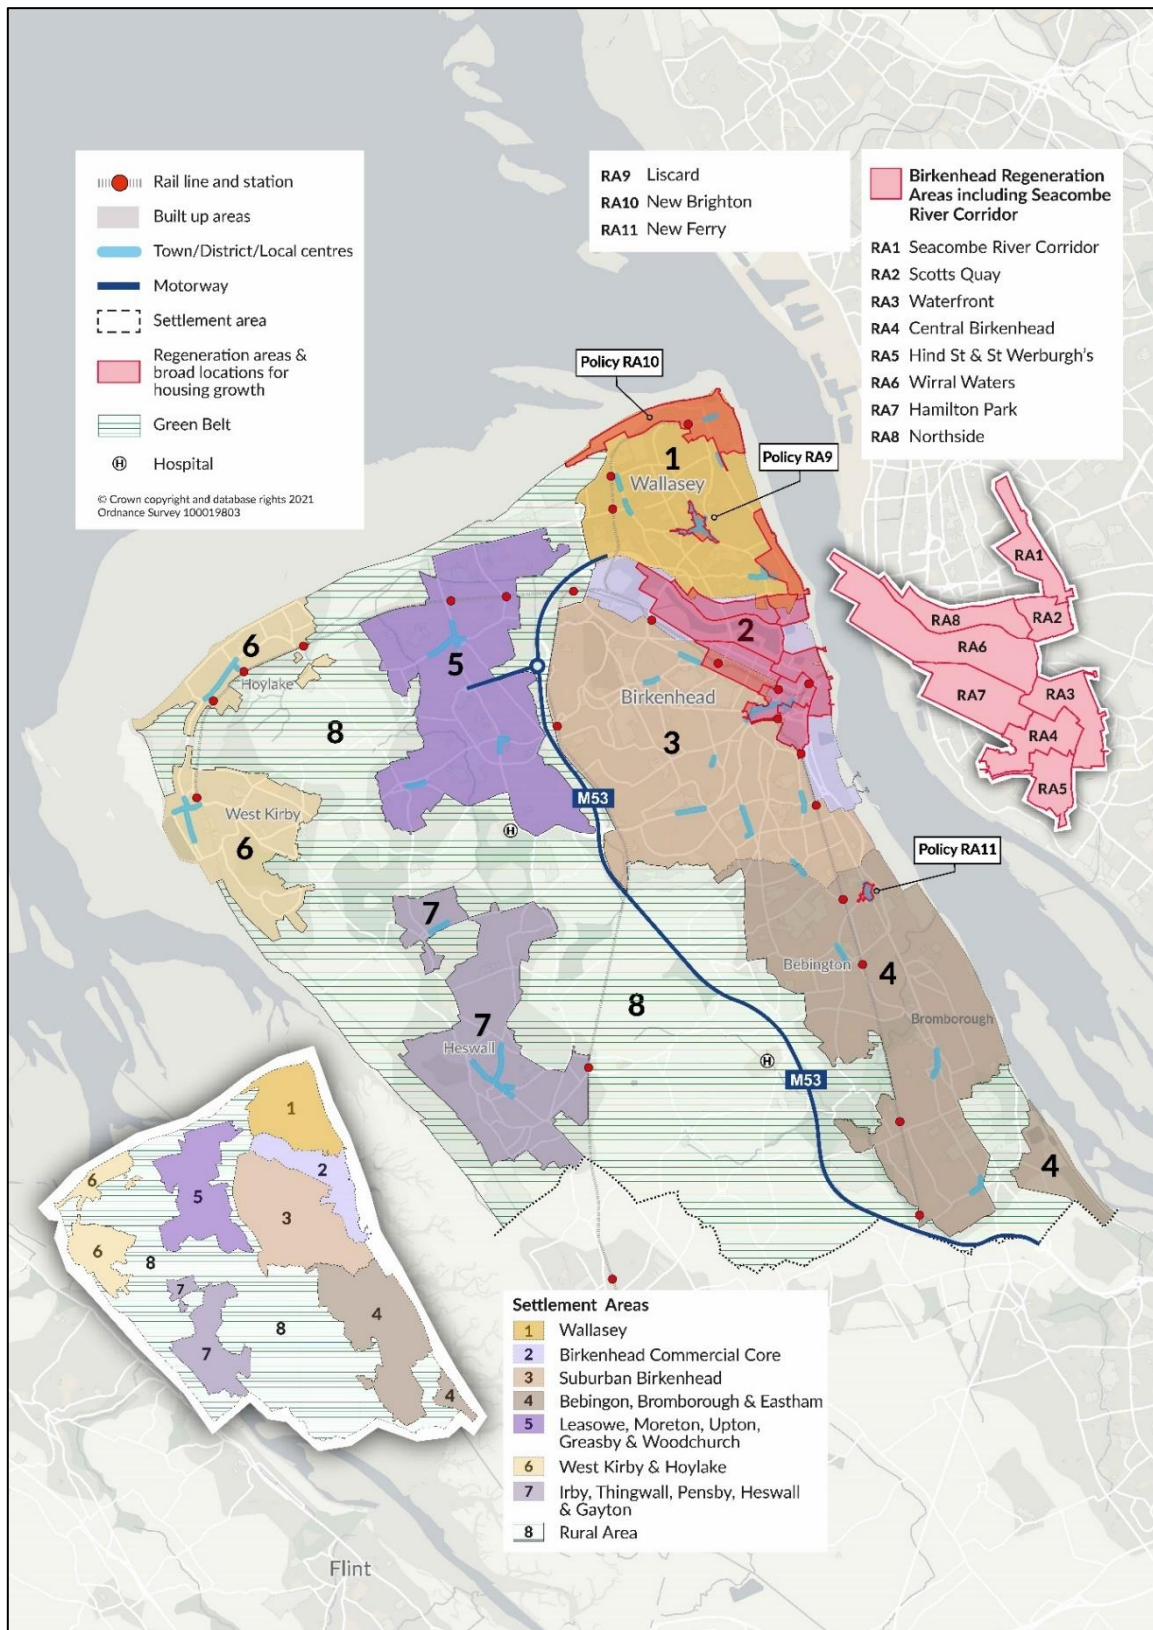 Rail line and station
Built up areas
Town/District/Local centres
Motorway
Settlement area
Regeneration areas &
broad locations for
housing growth
Green Belt
H Hospital
© Crown copyright and database rights 2021
Ordnance Survey 100019803
RA9 Liscard
RA10 New Brighton
RA11 New Ferry
Birkenhead Regeneration
Areas including Seacombe
River Corridor
RA1 Seacombe River Corridor
RA2 Scotts Quay
RA3 Waterfront
RA4 Central Birkenhead
RA5 Hind St & St Werburgh's
RA6 Wirral Waters
RA7 Hamilton Park
RA8 Northside
Policy RA10
1
Wallasey
Policy RA9
RA1
RA2
RA8
RA6
RA7
RA3
RA4
RA5
2
6
Hoylake
5
8
Birkenhead
3
M53
West Kirby
6
H
Policy RA11
7
Bebington
4
8
Bromborough
7
Heswall
H
M53
4
1
2
6
5
3
6
8
7
8
4
7
4
Settlement Areas
1 Wallasey
2 Birkenhead Commercial Core
3 Suburban Birkenhead
4 Bebingon, Bromborough & Eastham
5 Leasowe, Moreton, Upton,
Greasby & Woodchurch
6 West Kirby & Hoylake
7 Irby, Thingwall, Pensby, Heswall
& Gayton
8 Rural Area
Flint